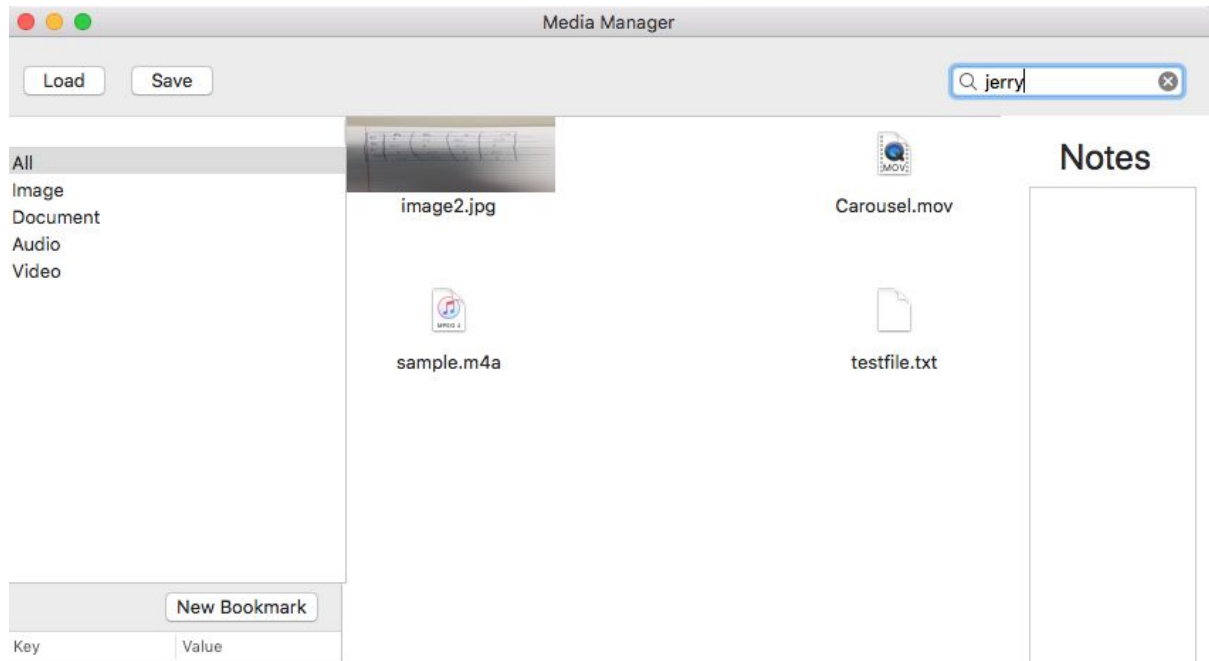 Media Manager
Load Save jerry
All
Image
Document
Audio
Video
image2.jpg
MOV
Carousel.mov
sample.m4a
testfile.txt
Notes
New Bookmark
Key Value